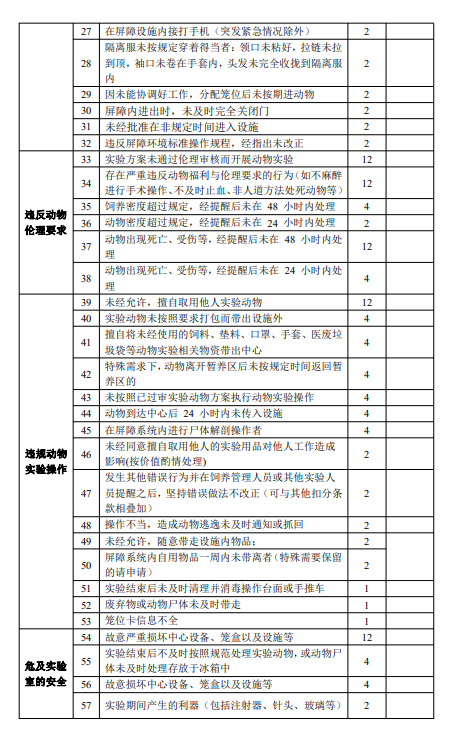 27 在屏障设施内接打手机（突发紧急情况除外） 2
28 隔离服未按规定穿着得当者：领口未粘好，拉链未拉
到顶，袖口未卷在手套内，头发未完全收拢到隔离服
内 2
29 因未能协调好工作，分配笼位后未按期进动物 2
30 屏障内进出时，未及时完全关闭门 2
31 未经批准在非规定时间进入设施 2
32 违反屏障环境标准操作规程，经指出未改正 2
违反动物
伦理要求
33 实验方案未通过伦理审核而开展动物实验 12
34 存在严重违反动物福利与伦理要求的行为（如不麻醉
进行手术操作、不及时止血、非人道方法处死动物等） 12
35 饲养密度超过规定，经提醒后未在 48 小时内处理 4
36 动物密度超过规定，经提醒后未在 24 小时内处理 2
37 动物出现死亡、受伤等，经提醒后未在 48 小时内处
理 12
38 动物出现死亡、受伤等，经提醒后未在 24 小时内处
理 4
违规动物
实验操作
39 未经允许，擅自取用他人实验动物 12
40 实验动物未按照要求打包而带出设施外 4
41 擅自将未经使用的饲料、垫料、口罩、手套、医废垃
圾袋等动物实验相关物资带出中心 4
42 特殊需求下，动物离开暂养区后未按规定时间返回暂
养区的 4
43 未按照已过审实验动物方案执行动物实验操作 4
44 动物到达中心后 24 小时内未传入设施 4
45 在屏障系统内进行尸体解剖操作者 4
46 未经同意擅自取用他人的实验用品对他人工作造成
影响(按价值酌情处理) 2
47 发生其他错误行为并在饲养管理人员或其他实验人
员提醒之后，坚持错误做法不改正（可与其他扣分条
款相叠加） 2
48 操作不当，造成动物逃逸未及时通知或抓回 2
49 未经允许，随意带走设施内物品； 2
50 屏障系统内自用物品一周内未带离者（特殊需要保留
的请申请） 2
51 实验结束后未及时清理并消毒操作台面或手推车 1
52 废弃物或动物尸体未及时带走 1
53 笼位卡信息不全 1
危及实验
室的安全
54 故意严重损坏中心设备、笼盒以及设施等 12
55 实验结束后不及时按照规范处理实验动物，或动物尸
体未及时处理存放于冰箱中 4
56 故意损坏中心设备、笼盒以及设施等 4
57 实验期间产生的利器（包括注射器、针头、玻璃等） 2